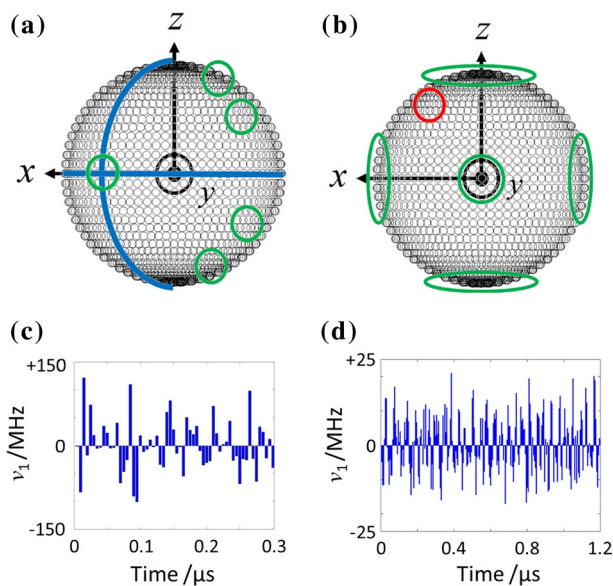 (a)
z
x
y
(b)
z
x
y
(c)
+150
0
-150
ν1 /MHz
0
0.1
0.2
0.3
Time /μs
(d)
+25
0
-25
ν1 /MHz
0
0.4
0.8
1.2
Time /μs